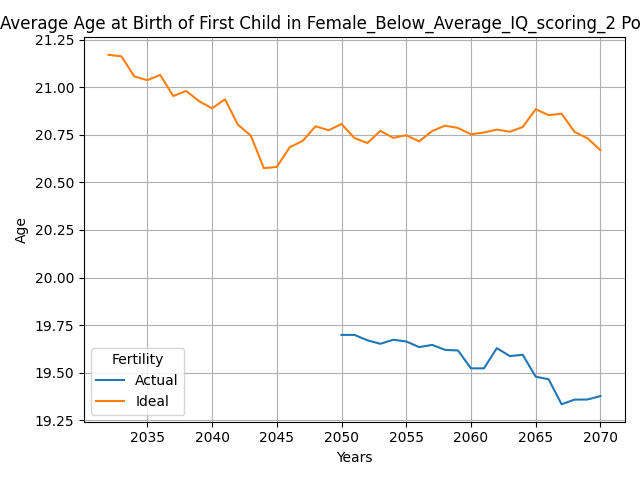 Average Age at Birth of First Child in Female_Below_Average_IQ_scoring_2 Po
21.25
21.00
20.75
20.50
20.25
20.00
19.75
19.50
19.25
Age
Fertility
Actual
Ideal
2035 2040 2045 2050 2055 2060 2065 2070
Years